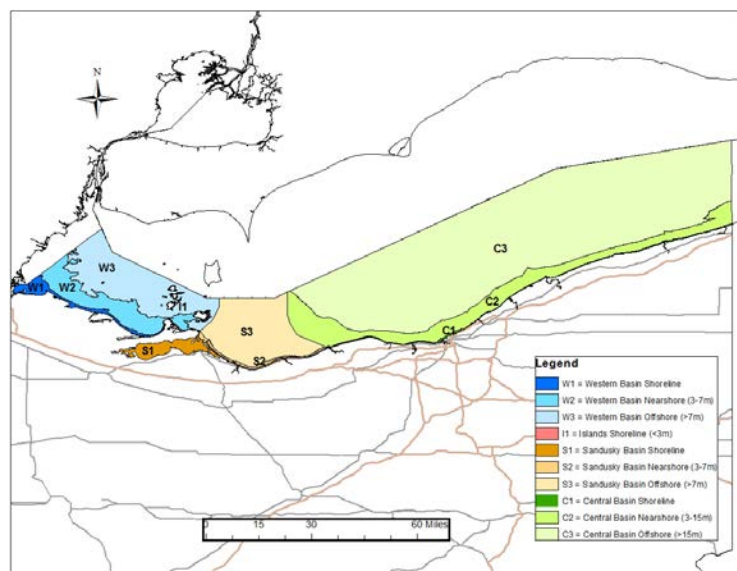 N
W3
W1
W2
I1
C3
S3
S1
S2
C1
C2
Legend
W1 = Western Basin Shoreline
W2 = Western Basin Nearshore (3-7m)
W3 = Western Basin Offshore (>7m)
I1 = Islands Shoreline (<3m)
S1 = Sandusky Basin Shoreline
S2 = Sandusky Basin Nearshore (3-7m)
S3 = Sandusky Basin Offshore (>7m)
C1 = Central Basin Shoreline
C2 = Central Basin Nearshore (3-15m)
C3 = Central Basin Offshore (>15m)
0 15 30 60 Miles